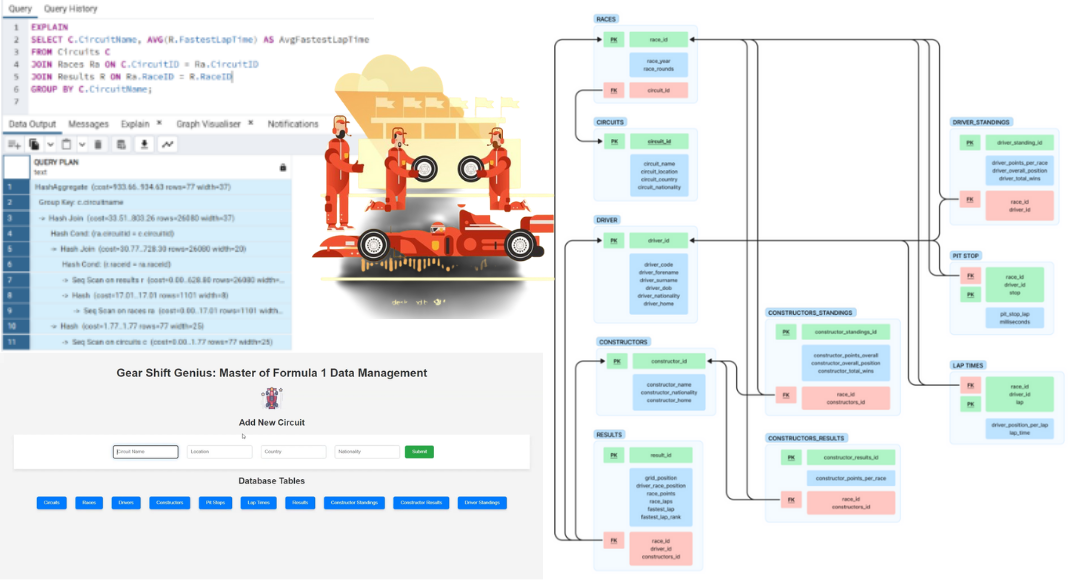 Query Query History
1 EXPLAIN
2 SELECT C.CircuitName, AVG(R.FastestLapTime) AS AvgFastestLapTime
3 FROM Circuits C
4 JOIN Races Ra ON C.CircuitID = Ra.CircuitID
5 JOIN Results R ON Ra.RaceID = R.RaceID
6 GROUP BY C.CircuitName;
7
Data Output Messages Explain × Graph Visualiser × Notifications
QUERY PLAN
text
1 HashAggregate (cost=933.66..934.63 rows=77 width=37)
2 Group Key: c.circuitname
3 -> Hash Join (cost=33.51..803.26 rows=26080 width=37)
4 Hash Cond: (ra.circuitid = c.circuitid)
5 -> Hash Join (cost=30.77..728.30 rows=26080 width=20)
6 Hash Cond: (r.raceid = ra.raceid)
7 -> Seq Scan on results r (cost=0.00..628.80 rows=26080 width=...
8 -> Hash (cost=17.01..17.01 rows=1101 width=8)
9 -> Seq Scan on races ra (cost=0.00..17.01 rows=1101 width...
10 -> Hash (cost=1.77..1.77 rows=77 width=25)
11 -> Seq Scan on circuits c (cost=0.00..1.77 rows=77 width=25)
Gear Shift Genius: Master of Formula 1 Data Management
Add New Circuit
Circuit Name Location Country Nationality Submit
Database Tables
Circuits Races Drivers Constructors Pit Stops Lap Times Results Constructor Standings Constructor Results Driver Standings
RACES
PK race_id
race_year
race_rounds
FK circuit_id
CIRCUITS
PK circuit_id
circuit_name
circuit_location
circuit_country
circuit_nationality
DRIVER
PK driver_id
driver_code
driver_forename
driver_surname
driver_dob
driver_nationality
driver_home
CONSTRUCTORS
PK constructor_id
constructor_name
constructor_nationality
constructor_home
RESULTS
PK result_id
grid_position
driver_race_position
race_points
race_laps
fastest_lap
fastest_lap_rank
FK race_id
driver_id
constructors_id
CONSTRUCTORS_STANDINGS
PK constructor_standings_id
constructor_points_overall
constructor_overall_position
constructor_total_wins
FK race_id
constructors_id
CONSTRUCTORS_RESULTS
PK constructor_results_id
constructor_points_per_race
FK race_id
constructors_id
DRIVER_STANDINGS
PK driver_standing_id
driver_points_per_race
driver_overall_position
driver_total_wins
FK race_id
driver_id
PIT STOP
FK race_id
driver_id
PK stop
pit_stop_lap
milliseconds
LAP TIMES
FK race_id
driver_id
PK lap
driver_position_per_lap
lap_time